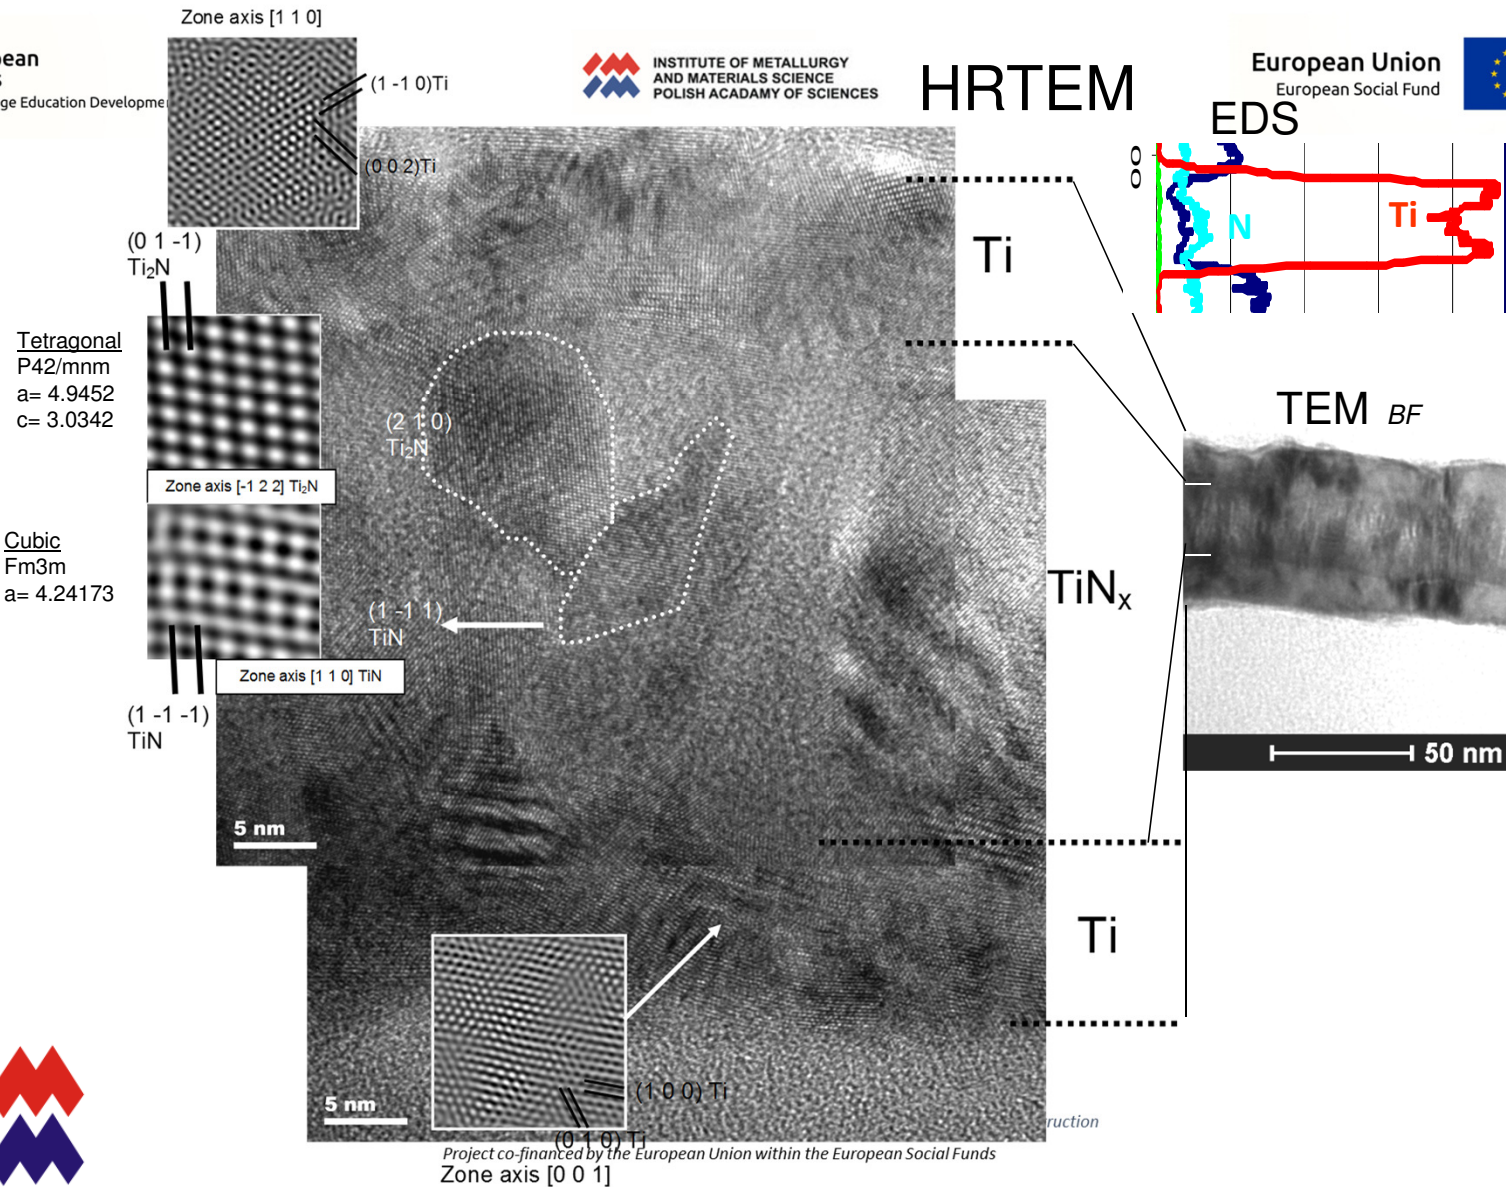 Zone axis [1 1 0]
ean
ge Education Developme
(1 -1 0)Ti
(0 0 2)Ti
INSTITUTE OF METALLURGY
AND MATERIALS SCIENCE
POLISH ACADAMY OF SCIENCES
HRTEM
European Union
European Social Fund
EDS
0
0
N
Ti
(0 1 -1)
Ti2N
Ti
Tetragonal
P42/mnm
a= 4.9452
c= 3.0342
(2 1 0)
Ti2N
TEM BF
Zone axis [-1 2 2] Ti2N
Cubic
Fm3m
a= 4.24173
(1 -1 1)
TiN
TiNx
Zone axis [1 1 0] TiN
(1 -1 -1)
TiN
50 nm
5 nm
Ti
5 nm
(1 0 0) Ti
(0 1 0) Ti
ruction
Project co-financed by the European Union within the European Social Funds
Zone axis [0 0 1]